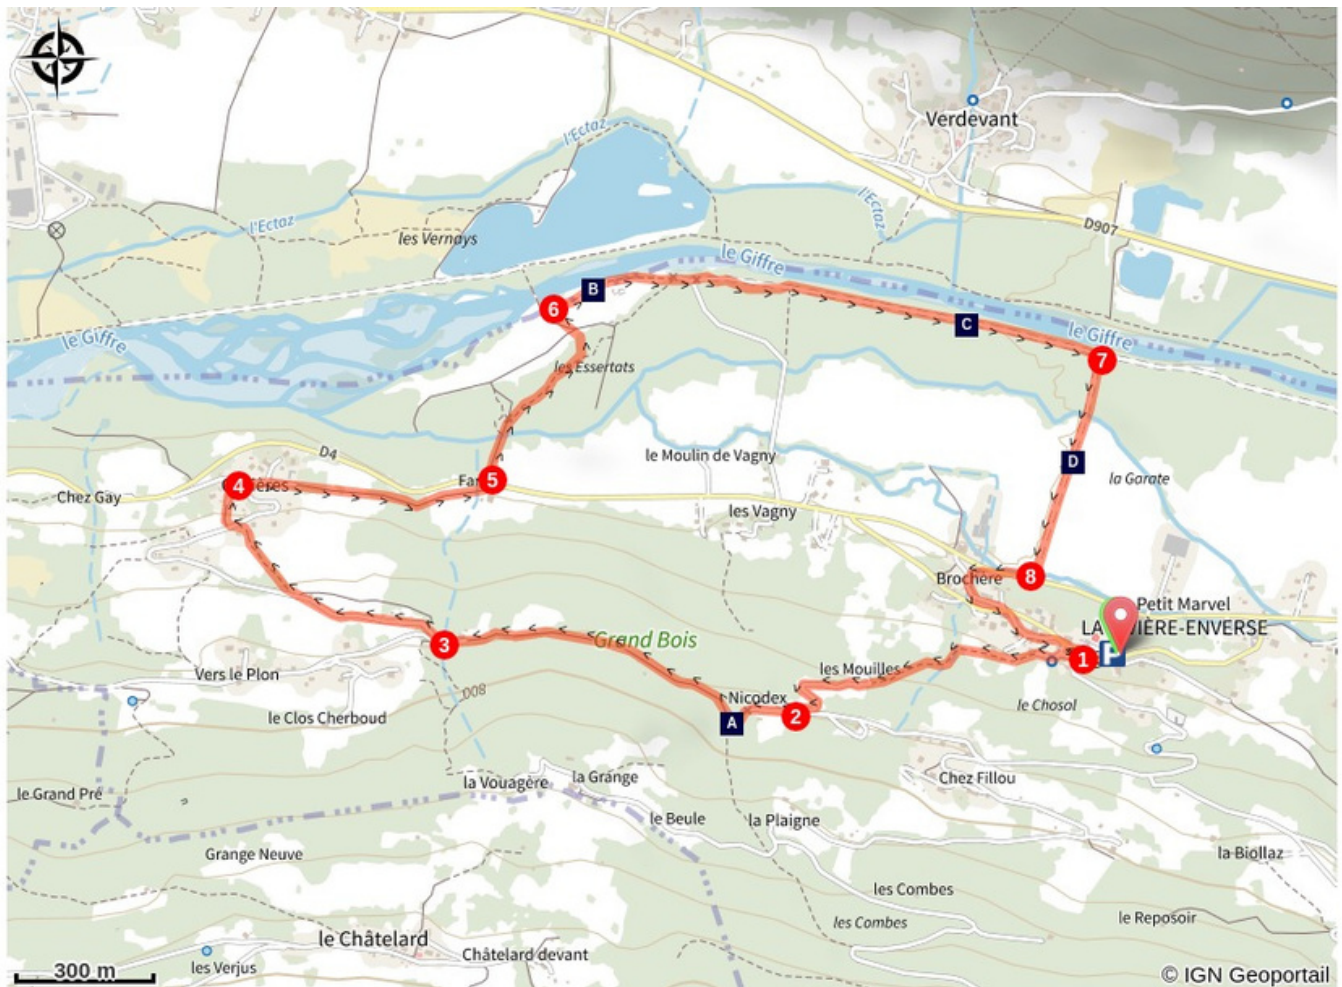 l'Ectaz
Verdevant
l'Ectaz
l'Ectaz
D907
les Vernays
le Giffre
B
6
C
le Giffre
le Giffre
7
les Essertats
D4
le Moulin de Vagny
D
4
5
la Garate
Chez Gay
les Vagny
Brochère
8
Petit Marvel
Grand Bois
3
1
P
les Mouilles
Vers le Plon
800
Nicodex
le Chosol
le Clos Cherboud
A
2
la Vouagère
la Grange
Chez Fillou
le Grand Pré
le Beule
la Plaigne
Grange Neuve
la Biollaz
les Combes
les Combes
le Reposoir
le Châtelard
Châtelard devant
les Verjus
300 m
© IGN Geoportail